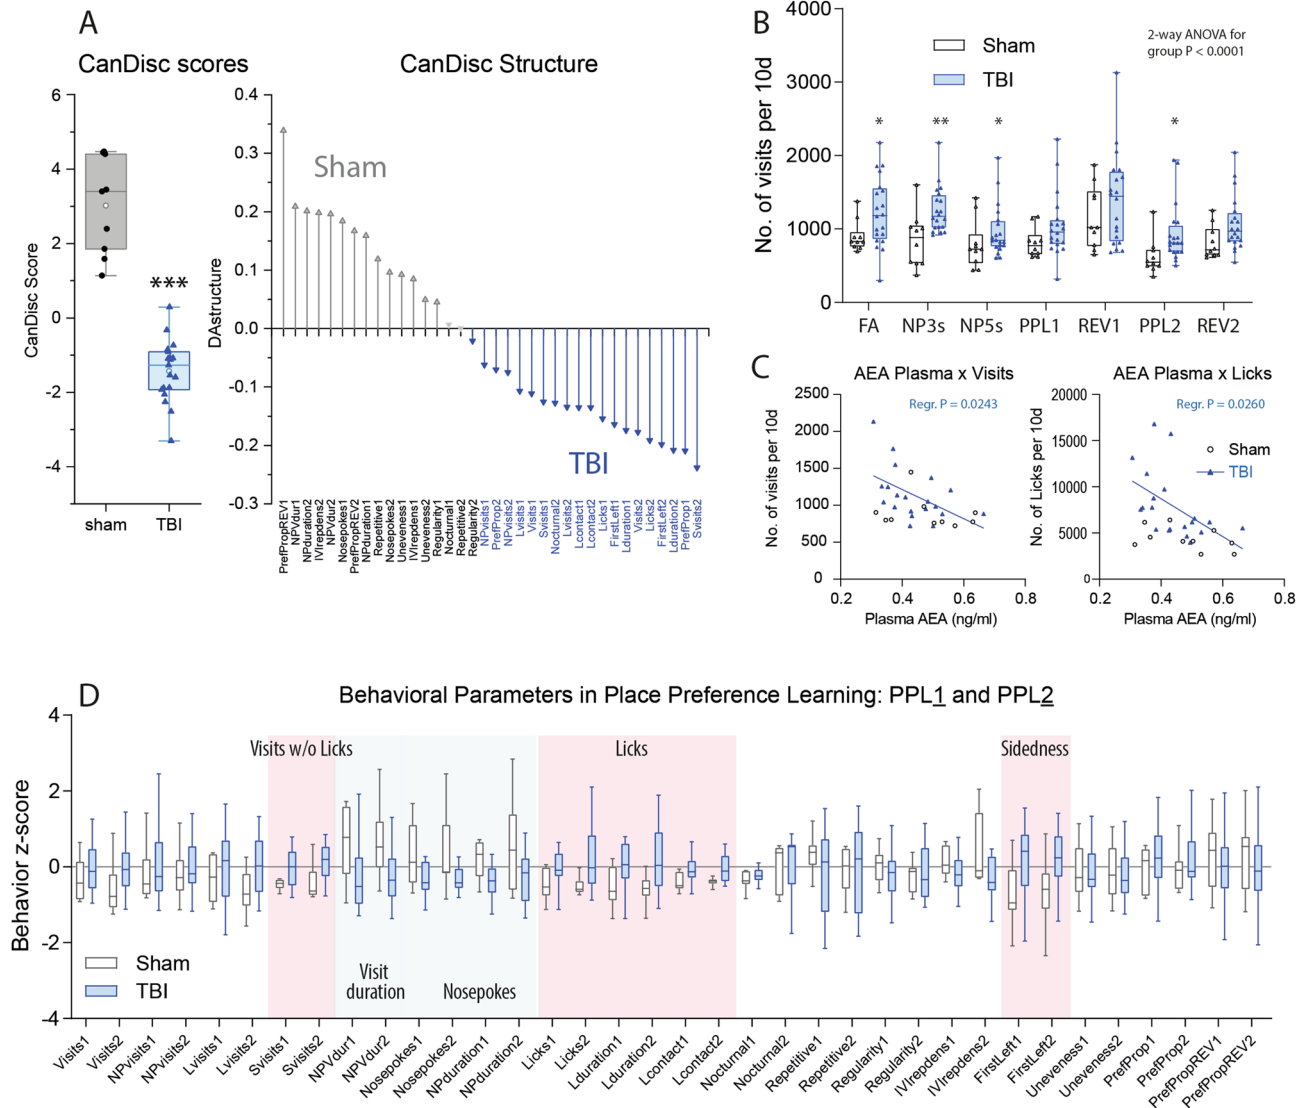 A
CanDisc scores
CanDisc Structure
CanDisc Score
6
4
2
0
-2
-4
***
sham
TBI
DAstructure
0.4
0.3
0.2
0.1
0.0
-0.1
-0.2
-0.3
Sham
TBI
PrefPropREV1
NPVdur1
NPduration2
IVIrepdens2
NPVdur2
Nosepokes1
PrefPropREV2
NPduration1
Repetitive1
Nosepokes2
Uneveness1
IVIrepdens1
Uneveness2
Regularity1
Nocturnal1
Repetitive2
Regularity2
NPvisits1
PrefProp2
NPvisits2
Lvisits1
Visits1
Svisits1
Nocturnal2
Lvisits2
Lcontact1
Lcontact2
Licks1
FirstLeft1
Lduration1
Visits2
Licks2
FirstLeft2
Lduration2
PrefProp1
Svisits2
B
No. of visits per 10d
4000
3000
2000
1000
0
Sham
TBI
2-way ANOVA for
group P < 0.0001
*
**
*
*
FA
NP3s
NP5s
PPL1
REV1
PPL2
REV2
C
AEA Plasma x Visits
Regr. P = 0.0243
No. of visits per 10d
2500
2000
1500
1000
500
0
0.2
0.4
0.6
0.8
Plasma AEA (ng/ml)
AEA Plasma x Licks
Regr. P = 0.0260
No. of Licks per 10d
20000
15000
10000
5000
0
Sham
TBI
0.2
0.4
0.6
0.8
Plasma AEA (ng/ml)
D
Behavioral Parameters in Place Preference Learning: PPL1 and PPL2
Behavior z-score
4
2
0
-2
-4
Visits w/o Licks
Licks
Sidedness
Visit
duration
Nosepokes
Sham
TBI
Visits1
Visits2
NPvisits1
NPvisits2
Lvisits1
Lvisits2
Svisits1
Svisits2
NPVdur1
NPVdur2
Nosepokes1
Nosepokes2
NPduration1
NPduration2
Licks1
Licks2
Lduration1
Lduration2
Lcontact1
Lcontact2
Nocturnal1
Nocturnal2
Repetitive1
Repetitive2
Regularity1
Regularity2
IVIrepdens1
IVIrepdens2
FirstLeft1
FirstLeft2
Uneveness1
Uneveness2
PrefProp1
PrefProp2
PrefPropREV1
PrefPropREV2